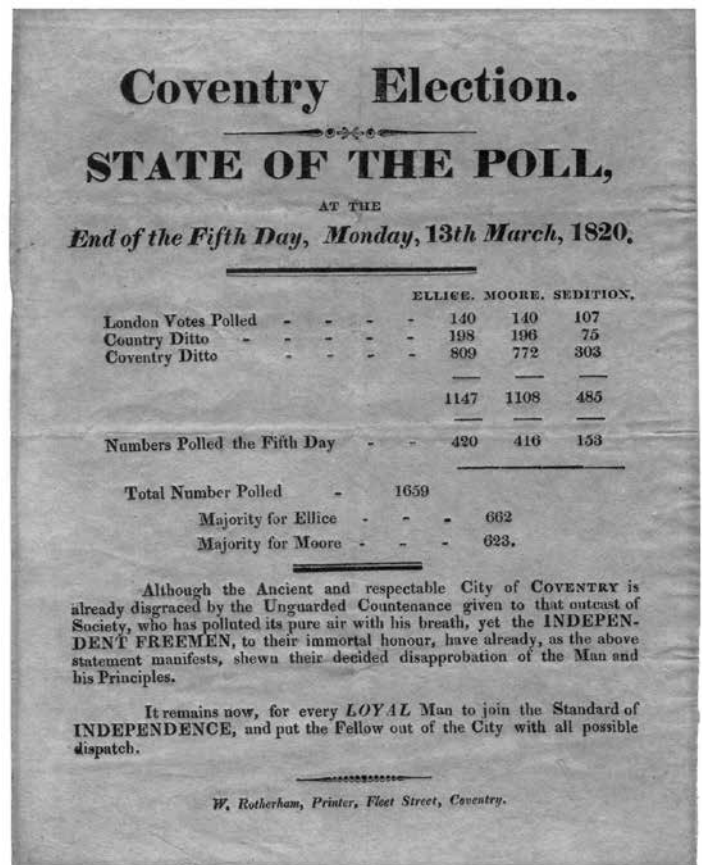 Coventry Election.
STATE OF THE POLL,
AT THE
End of the Fifth Day, Monday, 13th March, 1820.
ELLICE. MOORE. SEDITION.
London Votes Polled - - - - 140 140 107
Country Ditto - - - - - 198 196 75
Coventry Ditto - - - - 809 772 303
1147 1108 485
Numbers Polled the Fifth Day - - 420 416 153
Total Number Polled - 1659
Majority for Ellice - - - 662
Majority for Moore - - - 623.
Although the Ancient and respectable City of COVENTRY is
already disgraced by the Unguarded Countenance given to that outcast of
Society, who has polluted its pure air with his breath, yet the INDEPEN-
DENT FREEMEN, to their immortal honour, have already, as the above
statement manifests, shewn their decided disapprobation of the Man and
his Principles.
It remains now, for every LOYAL Man to join the Standard of
INDEPENDENCE, and put the Fellow out of the City with all possible
dispatch.
W. Rotherham, Printer, Fleet Street, Coventry.